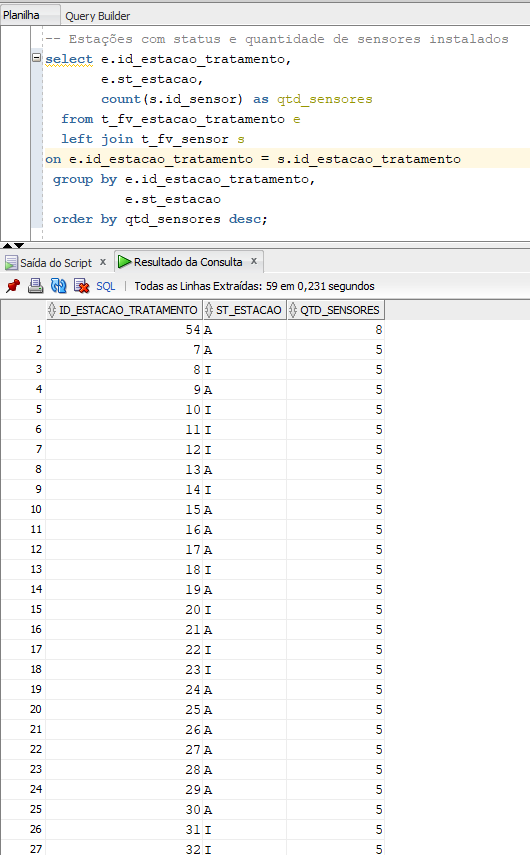 Planilha Query Builder
-- Estações com status e quantidade de sensores instalados
select e.id_estacao_tratamento,
e.st_estacao,
count(s.id_sensor) as qtd_sensores
from t_fv_estacao_tratamento e
left join t_fv_sensor s
on e.id_estacao_tratamento = s.id_estacao_tratamento
group by e.id_estacao_tratamento,
e.st_estacao
order by qtd_sensores desc;
Saída do Script x Resultado da Consulta x
SQL | Todas as Linhas Extraídas: 59 em 0,231 segundos
ID_ESTACAO_TRATAMENTO ST_ESTACAO QTD_SENSORES
1 54 A 8
2 7 A 5
3 8 I 5
4 9 A 5
5 10 I 5
6 11 I 5
7 12 I 5
8 13 A 5
9 14 I 5
10 15 A 5
11 16 A 5
12 17 A 5
13 18 I 5
14 19 A 5
15 20 I 5
16 21 A 5
17 22 I 5
18 23 I 5
19 24 A 5
20 25 A 5
21 26 A 5
22 27 A 5
23 28 A 5
24 29 A 5
25 30 A 5
26 31 I 5
27 32 I 5